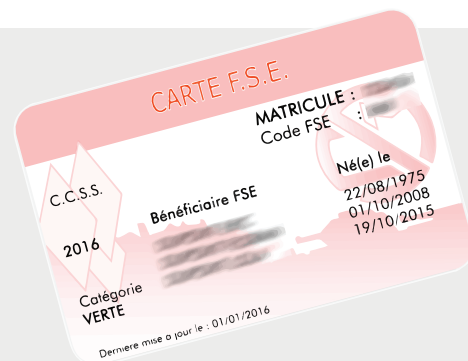 CARTE F.S.E.
MATRICULE :
Code FSE :
C.C.S.S.
Bénéficiaire FSE
Né(e) le
22/08/1975
01/10/2008
19/10/2015
2016
Catégorie
VERTE
Derniere mise a jour le : 01/01/2016